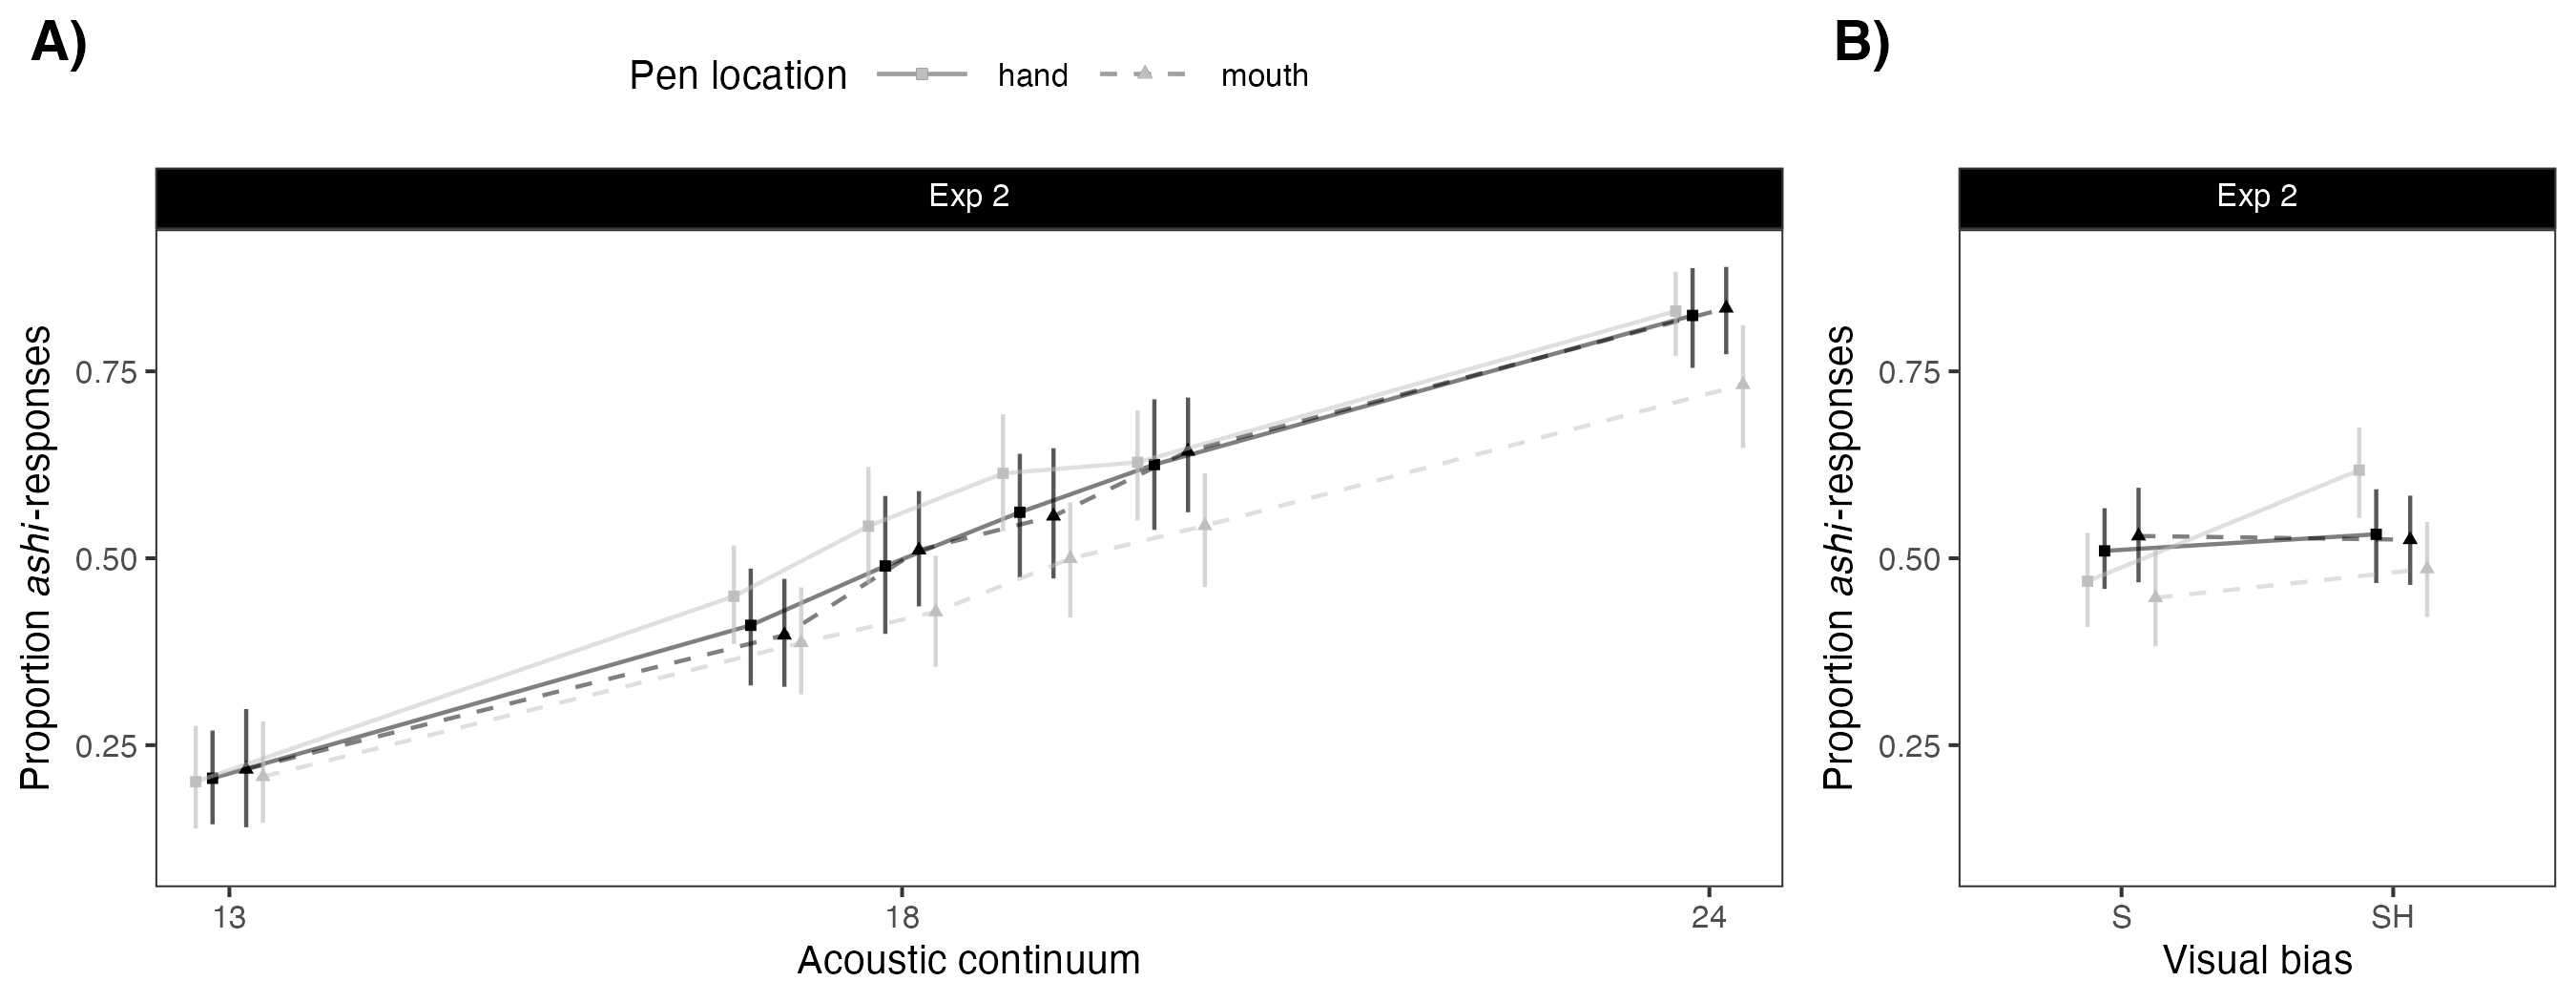 A)
Pen location hand mouth
Exp 2
Proportion ashi-responses
0.75
0.50
0.25
13 18 24
Acoustic continuum
B)
Exp 2
Proportion ashi-responses
0.75
0.50
0.25
S SH
Visual bias